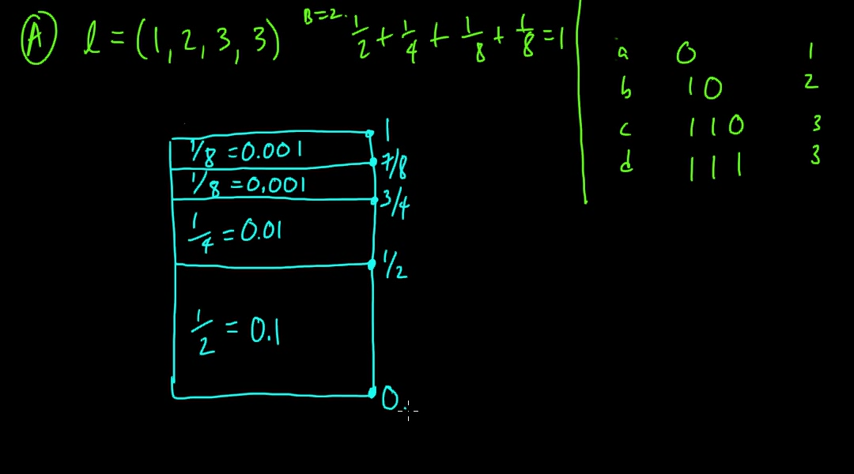 Ⓐ l = (1, 2, 3, 3) B=2. 1/2 + 1/4 + 1/8 + 1/8 = 1
a 0 1
b 10 2
c 110 3
d 111 3
1
1/8 = 0.001
7/8
1/8 = 0.001
3/4
1/4 = 0.01
1/2
1/2 = 0.1
0.